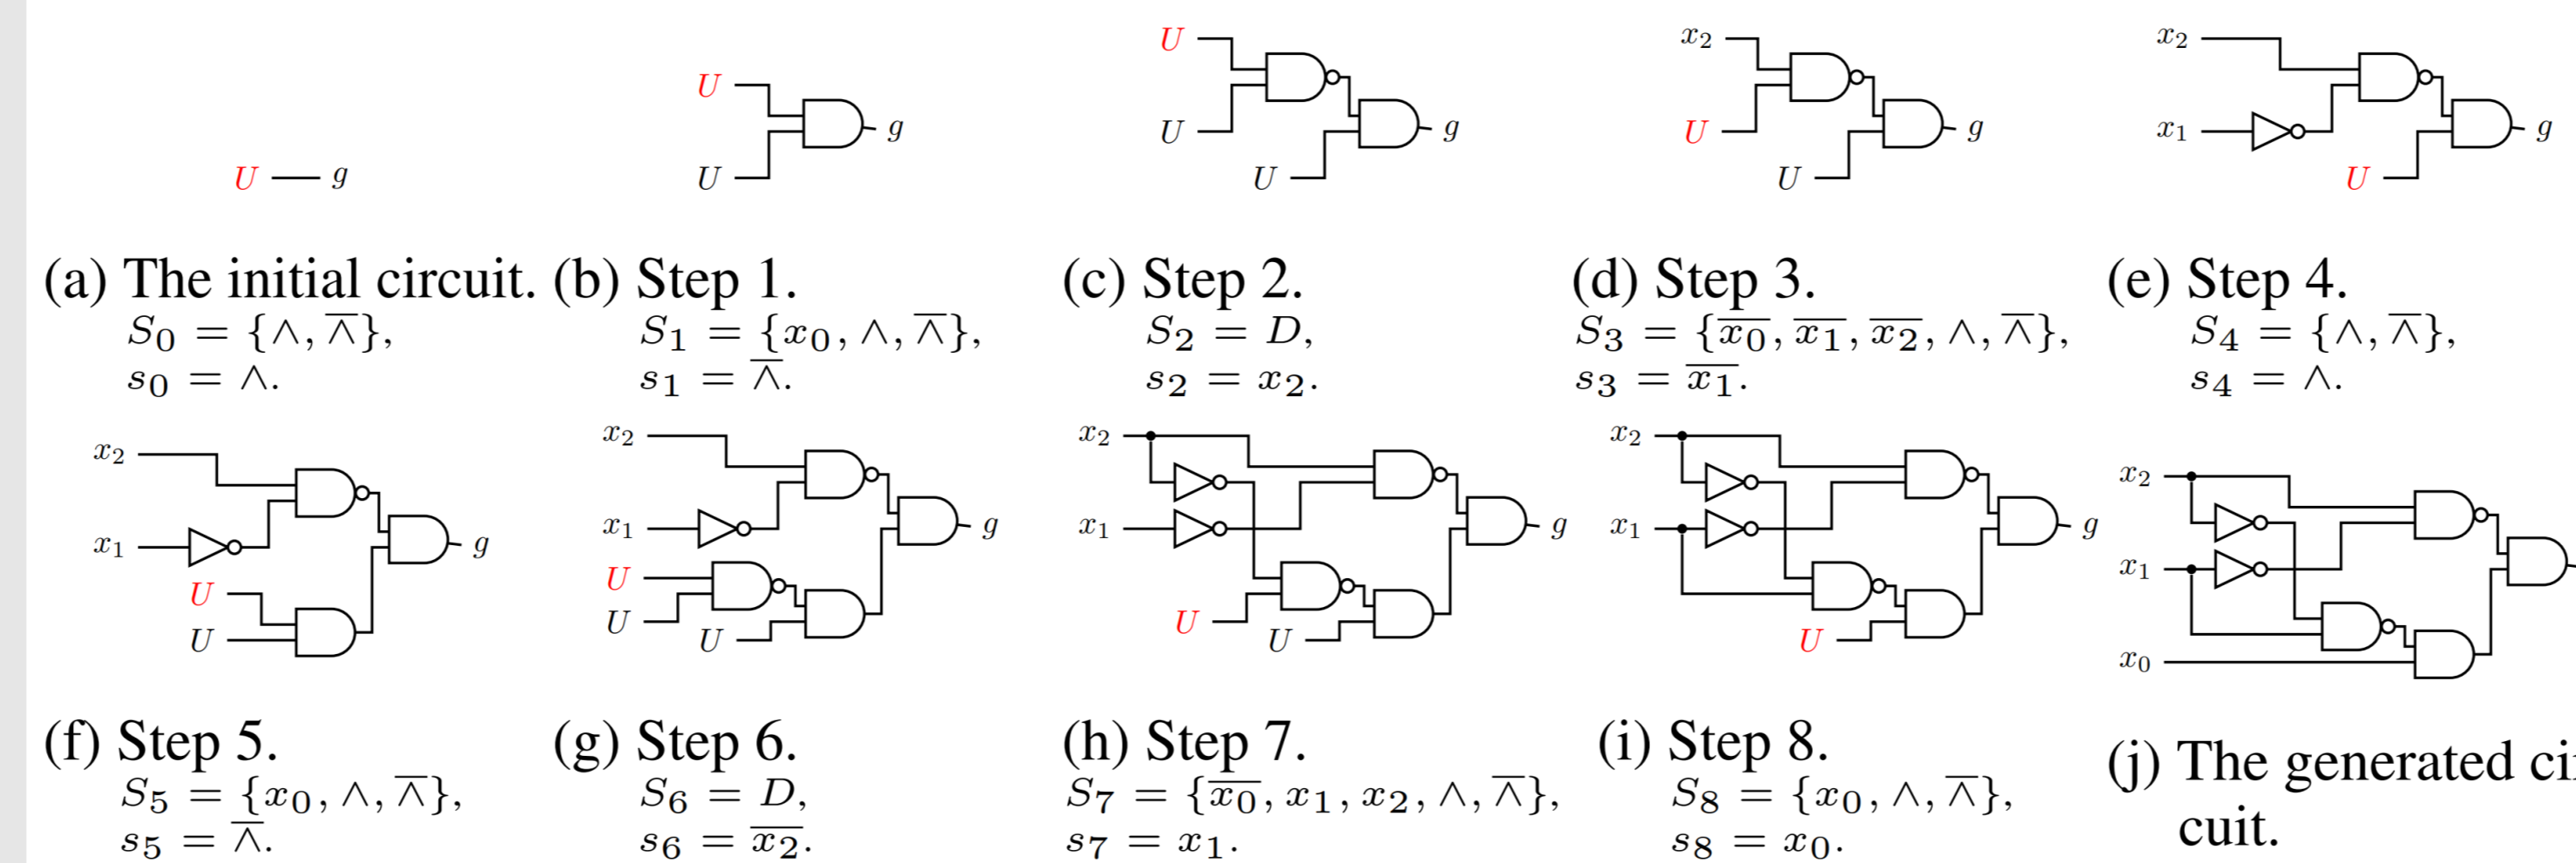 U g
U
U g
U
U
U g
x₂
U
U g
x₂
x₁
U g
(a) The initial circuit.
S₀ = {∧, ⊼},
s₀ = ∧.
(b) Step 1.
S₁ = {x₀, ∧, ⊼},
s₁ = ⊼.
(c) Step 2.
S₂ = D,
s₂ = x₂.
(d) Step 3.
S₃ = {x̅₀, x̅₁, x̅₂, ∧, ⊼},
s₃ = x̅₁.
(e) Step 4.
S₄ = {∧, ⊼},
s₄ = ∧.
x₂
x₁ g
U
U
x₂
x₁ g
U
U U
x₂
x₁ g
U U
x₂
x₁ g
U
x₂
x₁
x₀
(f) Step 5.
S₅ = {x₀, ∧, ⊼},
s₅ = ⊼.
(g) Step 6.
S₆ = D,
s₆ = x̅₂.
(h) Step 7.
S₇ = {x̅₀, x₁, x₂, ∧, ⊼},
s₇ = x₁.
(i) Step 8.
S₈ = {x₀, ∧, ⊼},
s₈ = x₀.
(j) The generated ci
cuit.